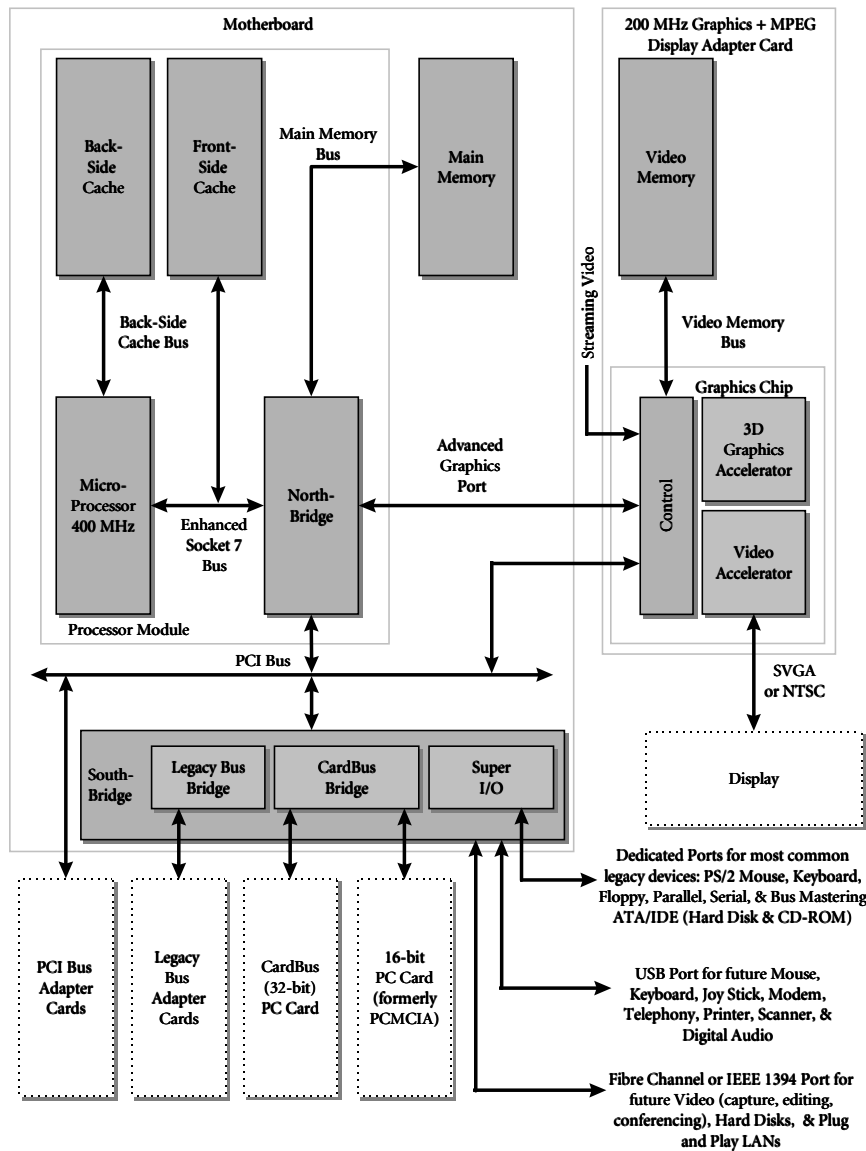 Motherboard
200 MHz Graphics + MPEG
Display Adapter Card
Back-
Side
Cache
Front-
Side
Cache
Main Memory
Bus
Main
Memory
Video
Memory
Streaming Video
Back-Side
Cache Bus
Video Memory
Bus
Graphics Chip
Micro-
Processor
400 MHz
Enhanced
Socket 7
Bus
North-
Bridge
Advanced
Graphics
Port
Control
3D
Graphics
Accelerator
Video
Accelerator
Processor Module
PCI Bus
SVGA
or NTSC
South-
Bridge
Legacy Bus
Bridge
CardBus
Bridge
Super
I/O
Display
PCI Bus
Adapter
Cards
Legacy
Bus
Adapter
Cards
CardBus
(32-bit)
PC Card
16-bit
PC Card
(formerly
PCMCIA)
Dedicated Ports for most common
legacy devices: PS/2 Mouse, Keyboard,
Floppy, Parallel, Serial, & Bus Mastering
ATA/IDE (Hard Disk & CD-ROM)
USB Port for future Mouse,
Keyboard, Joy Stick, Modem,
Telephony, Printer, Scanner, &
Digital Audio
Fibre Channel or IEEE 1394 Port for
future Video (capture, editing,
conferencing), Hard Disks, & Plug
and Play LANs